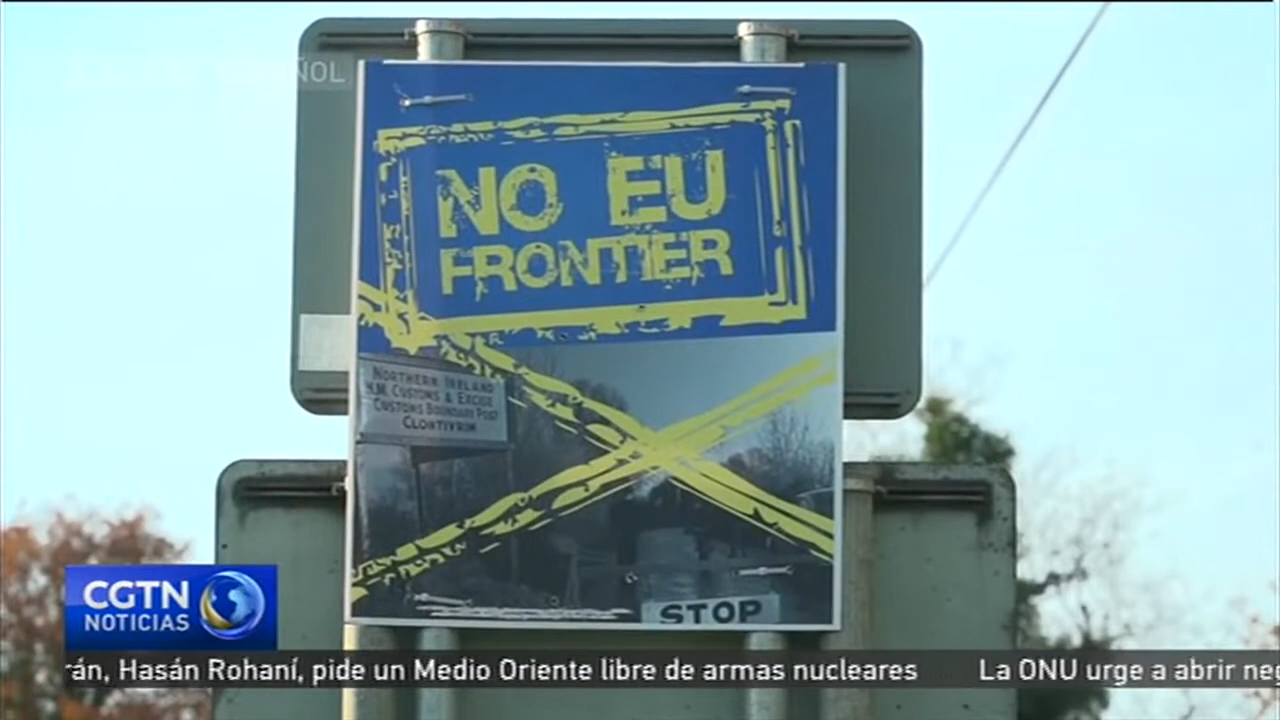 NO EU
FRONTIER
NORTHERN IRELAND
H.M. CUSTOMS & EXCISE
CUSTOMS BOUNDARY POST
CLONTIVRIN
STOP
CGTN
NOTICIAS
rán, Hasán Rohaní, pide un Medio Oriente libre de armas nucleares La ONU urge a abrir neg